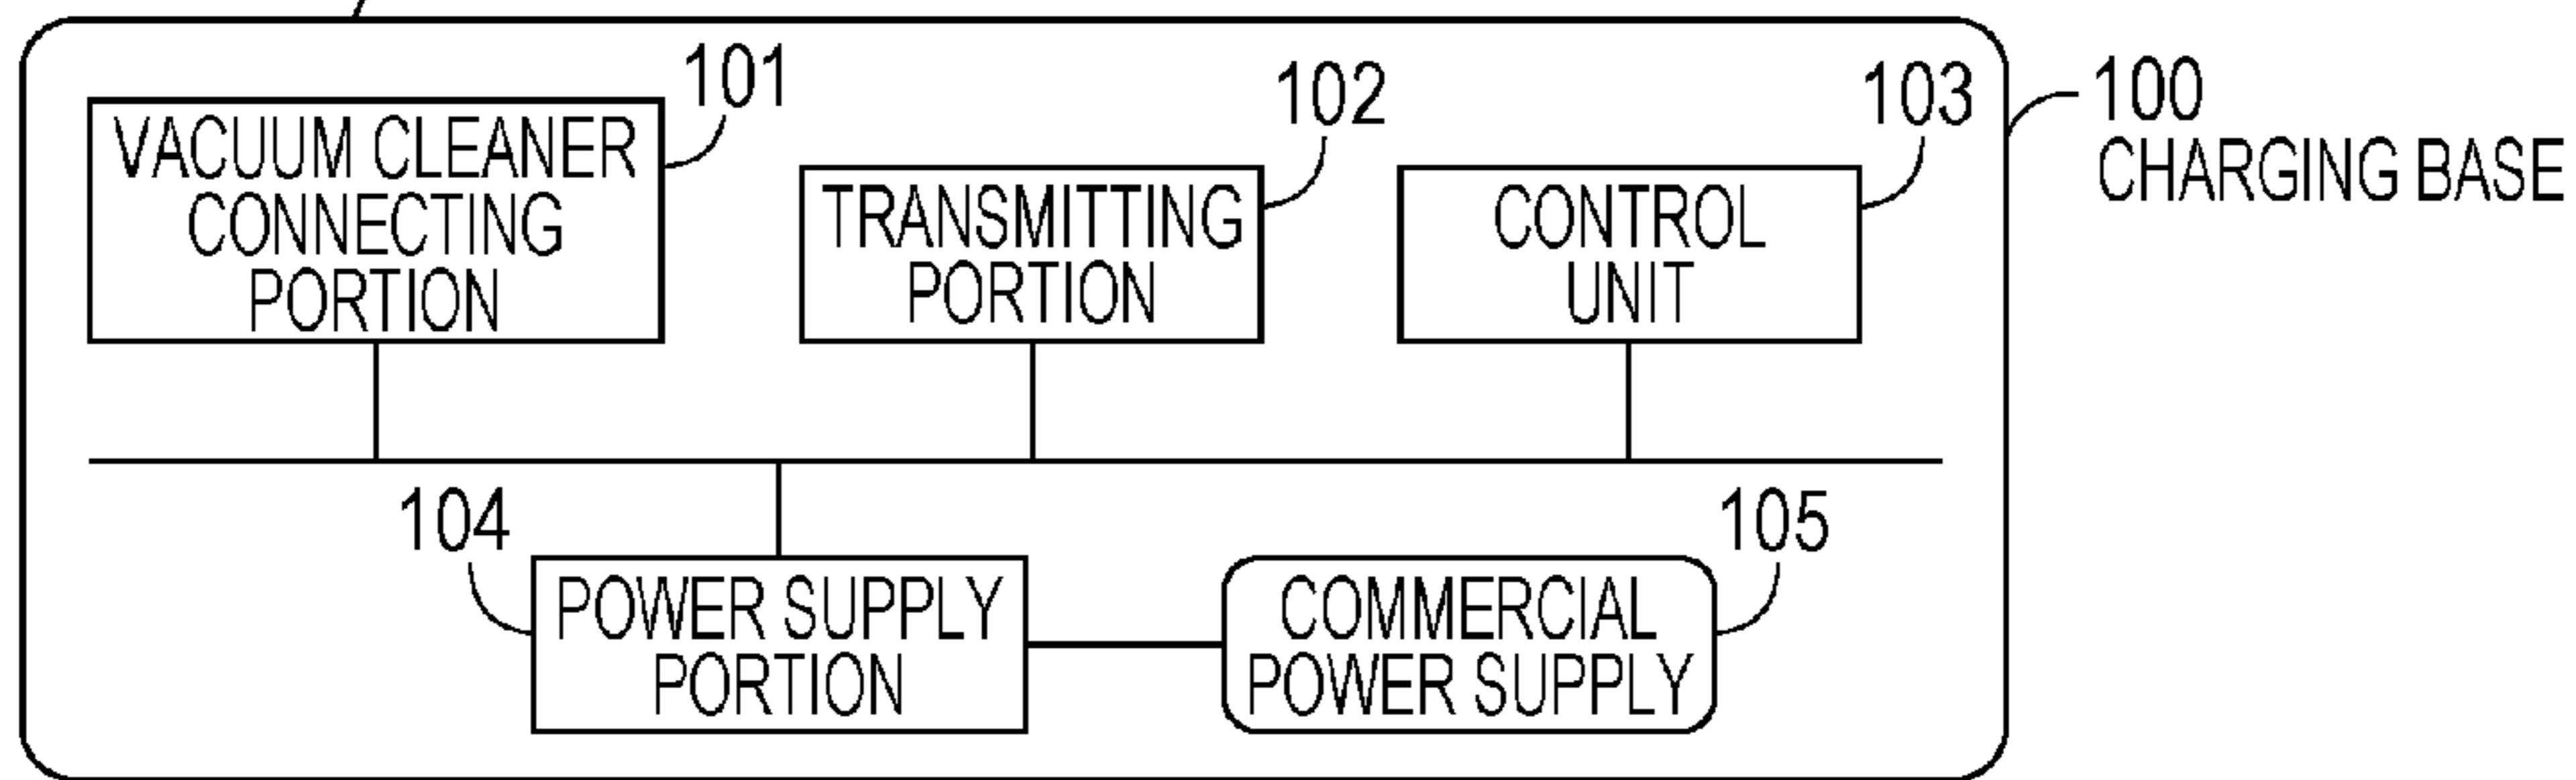 101
102
103
100
CHARGING BASE
VACUUM CLEANER
CONNECTING
PORTION
TRANSMITTING
PORTION
CONTROL
UNIT
104
105
POWER SUPPLY
PORTION
COMMERCIAL
POWER SUPPLY